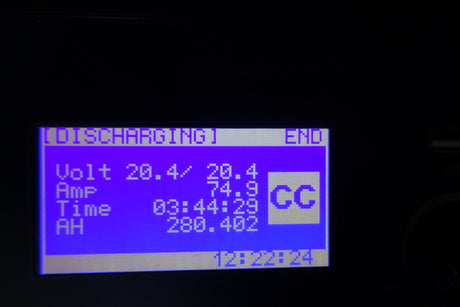 [DISCHARGING] END
Volt 20.4/ 20.4
Amp 74.9
Time 03:44:29
AH 280.402
CC
12:22:24